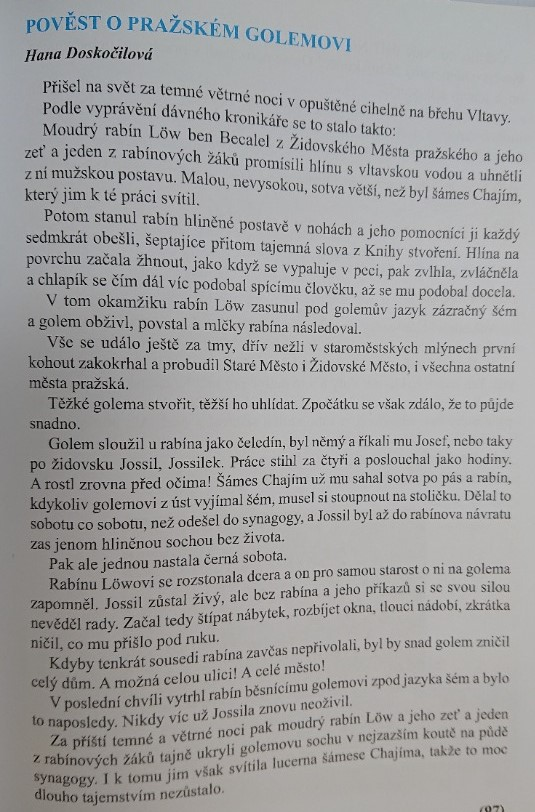 POVĚST O PRAŽSKÉM GOLEMOVI
Hana Doskočilová
Přišel na svět za temné větrné noci v opuštěné cihelně na břehu Vltavy.
Podle vyprávění dávného kronikáře se to stalo takto:
Moudrý rabín Löw ben Becalel z Židovského Města pražského a jeho
zeť a jeden z rabínových žáků promísili hlínu s vltavskou vodou a uhnětli
z ní mužskou postavu. Malou, nevysokou, sotva větší, než byl šámes Chajím,
který jim k té práci svítil.
Potom stanul rabín hliněné postavě v nohách a jeho pomocníci ji každý
sedmkrát obešli, šeptajíce přitom tajemná slova z Knihy stvoření. Hlína na
povrchu začala žhnout, jako když se vypaluje v peci, pak zvlhla, zvláčněla
a chlapík se čím dál víc podobal spícímu člověku, až se mu podobal docela.
V tom okamžiku rabín Löw zasunul pod golemův jazyk zázračný šém
a golem obživl, povstal a mlčky rabína následoval.
Vše se událo ještě za tmy, dřív nežli v staroměstských mlýnech první
kohout zakokrhal a probudil Staré Město i Židovské Město, i všechna ostatní
města pražská.
Těžké golema stvořit, těžší ho uhlídat. Zpočátku se však zdálo, že to půjde
snadno.
Golem sloužil u rabína jako čeledín, byl němý a říkali mu Josef, nebo taky
po židovsku Jossil, Jossilek. Práce stihl za čtyři a poslouchal jako hodiny.
A rostl zrovna před očima! Šámes Chajím už mu sahal sotva po pás a rabín,
kdykoliv golemovi z úst vyjímal šém, musel si stoupnout na stoličku. Dělal to
sobotu co sobotu, než odešel do synagogy, a Jossil byl až do rabínova návratu
zas jenom hliněnou sochou bez života.
Pak ale jednou nastala černá sobota.
Rabínu Löwovi se rozstonala dcera a on pro samou starost o ni na golema
zapomněl. Jossil zůstal živý, ale bez rabína a jeho příkazů si se svou silou
nevěděl rady. Začal tedy štípat nábytek, rozbíjet okna, tlouci nádobí, zkrátka
ničil, co mu přišlo pod ruku.
Kdyby tenkrát sousedi rabína zavčas nepřivolali, byl by snad golem zničil
celý dům. A možná celou ulici! A celé město!
V poslední chvíli vytrhl rabín běsnícímu golemovi zpod jazyka šém a bylo
to naposledy. Nikdy víc už Jossila znovu neoživil.
Za příští temné a větrné noci pak moudrý rabín Löw a jeho zeť a jeden
z rabínových žáků tajně ukryli golemovu sochu v nejzazším koutě na půdě
synagogy. I k tomu jim však svítila lucerna šámese Chajíma, takže to moc
dlouho tajemstvím nezůstalo.
(97)